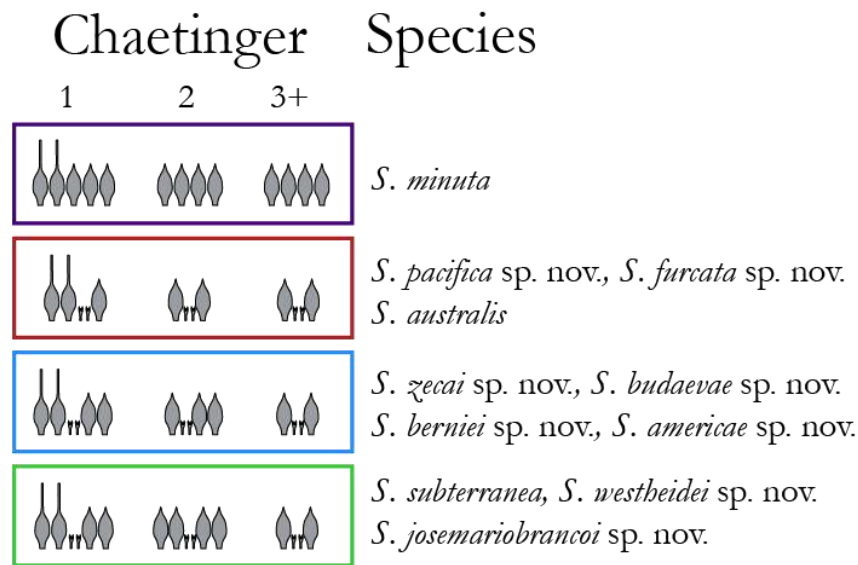 Chaetinger Species
1 2 3+
S. minuta
S. pacifica sp. nov., S. furcata sp. nov.
S. australis
S. zecai sp. nov., S. budaevae sp. nov.
S. berniei sp. nov., S. americae sp. nov.
S. subterranea, S. westheidei sp. nov.
S. josemariobrancoi sp. nov.